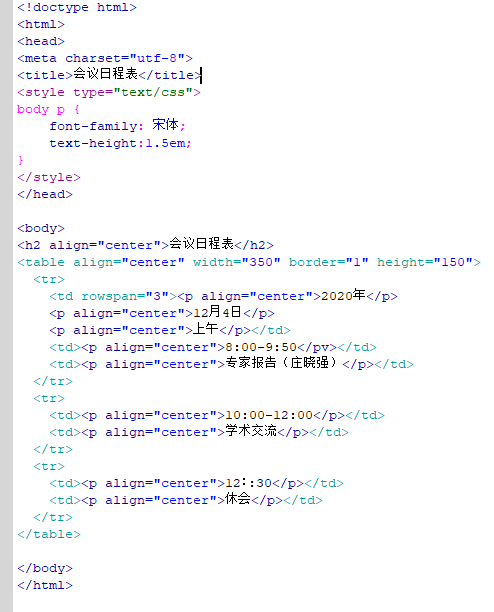 <!doctype html>
<html>
<head>
<meta charset="utf-8">
<title>会议日程表</title>
<style type="text/css">
body p {
    font-family: 宋体;
    text-height:1.5em;
}
</style>
</head>

<body>
<h2 align="center">会议日程表</h2>
<table align="center" width="350" border="1" height="150">
  <tr>
    <td rowspan="3"><p align="center">2020年</p>
    <p align="center">12月4日</p>
    <p align="center">上午</p></td>
    <td><p align="center">8:00-9:50</pv></td>
    <td><p align="center">专家报告（庄晓强）</p></td>
  </tr>
  <tr>
    <td><p align="center">10:00-12:00</p></td>
    <td><p align="center">学术交流</p></td>
  </tr>
  <tr>
    <td><p align="center">12：:30</p></td>
    <td><p align="center">休会</p></td>
  </tr>
</table>

</body>
</html>